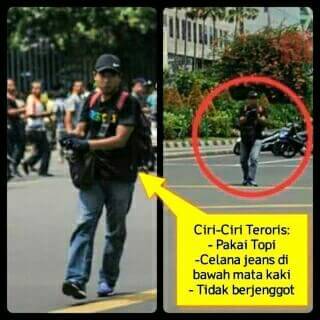 Ciri-Ciri Teroris:
- Pakai Topi
-Celana jeans di
bawah mata kaki
- Tidak berjenggot